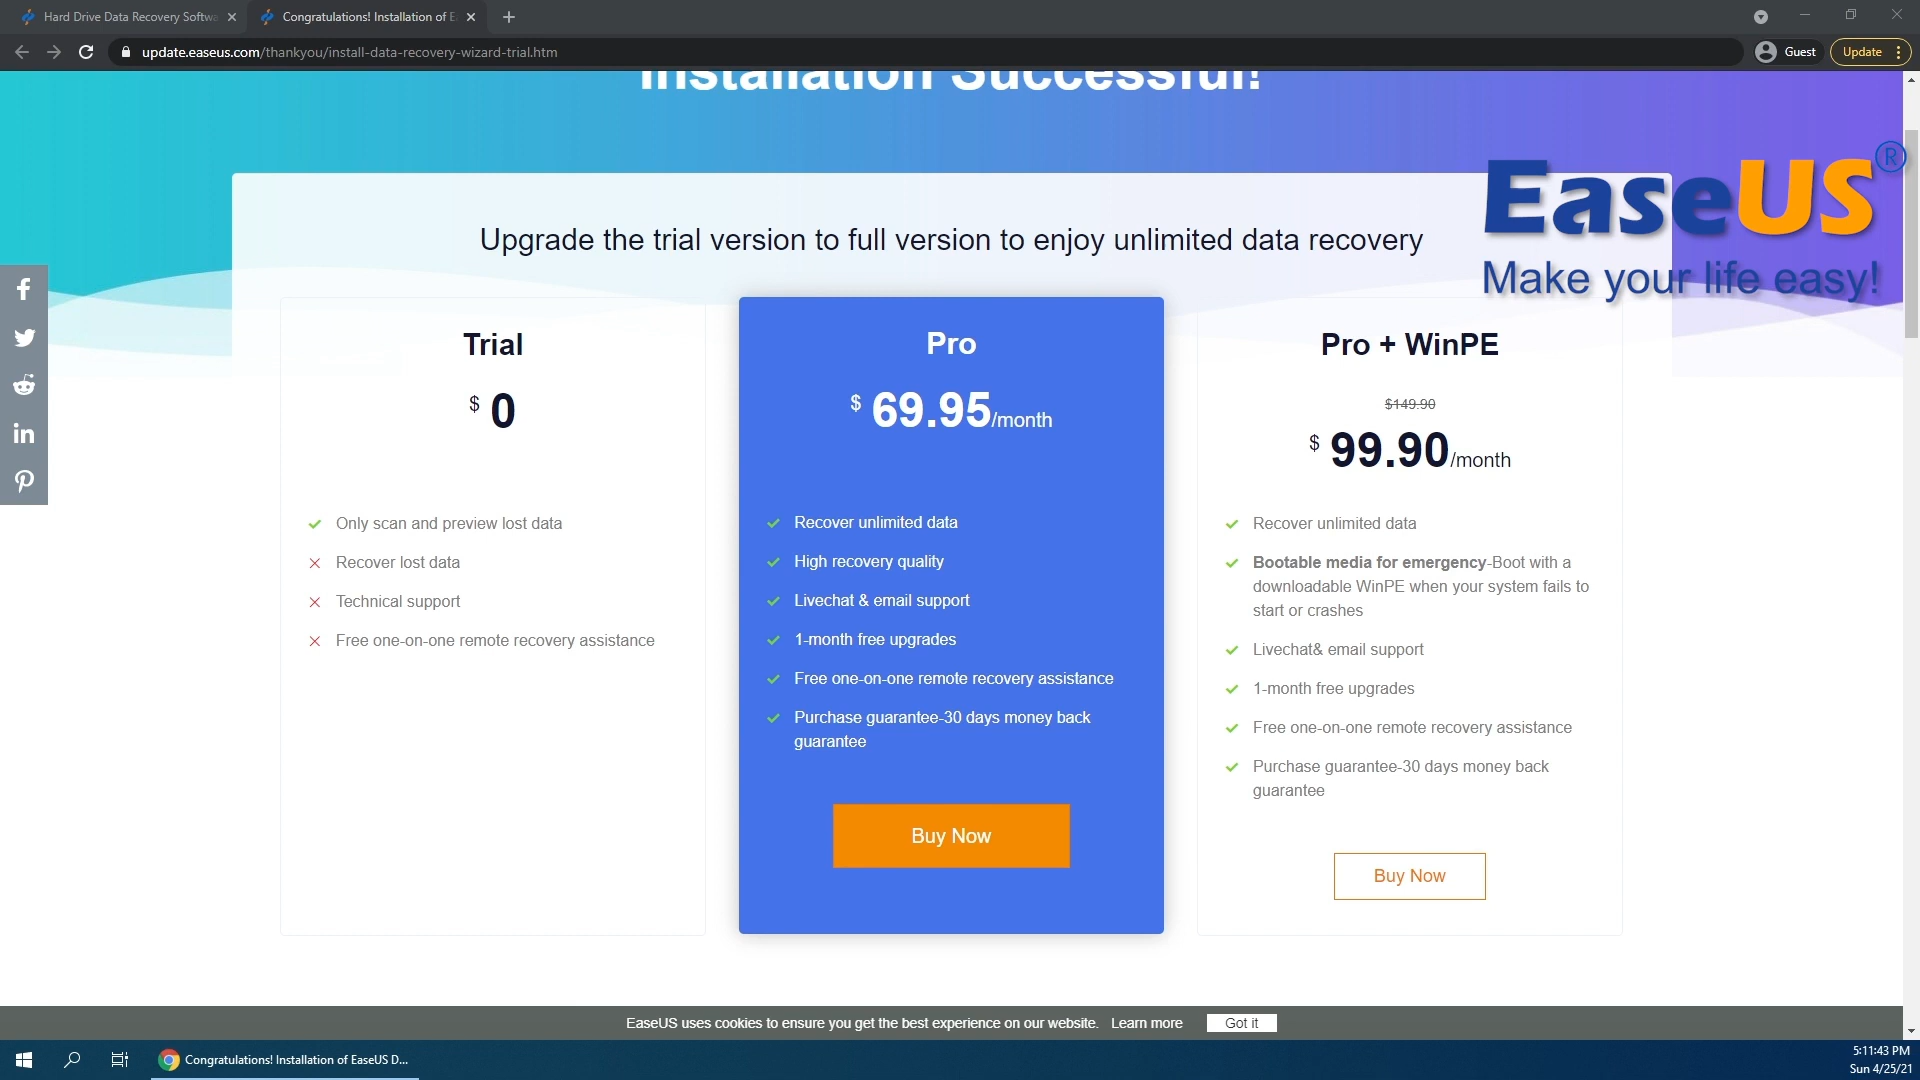 Hard Drive Data Recovery Softwa
Congratulations! Installation of E
update.easeus.com/thankyou/install-data-recovery-wizard-trial.htm
Guest
Update
Installation Successful!
EaseUS®
Make your life easy!
Upgrade the trial version to full version to enjoy unlimited data recovery
Trial
$ 0
Only scan and preview lost data
Recover lost data
Technical support
Free one-on-one remote recovery assistance
Pro
$ 69.95/month
Recover unlimited data
High recovery quality
Livechat & email support
1-month free upgrades
Free one-on-one remote recovery assistance
Purchase guarantee-30 days money back
guarantee
Buy Now
Pro + WinPE
$149.90
$ 99.90/month
Recover unlimited data
Bootable media for emergency-Boot with a
downloadable WinPE when your system fails to
start or crashes
Livechat& email support
1-month free upgrades
Free one-on-one remote recovery assistance
Purchase guarantee-30 days money back
guarantee
Buy Now
EaseUS uses cookies to ensure you get the best experience on our website. Learn more Got it
Congratulations! Installation of EaseUS D...
5:11:43 PM
Sun 4/25/21